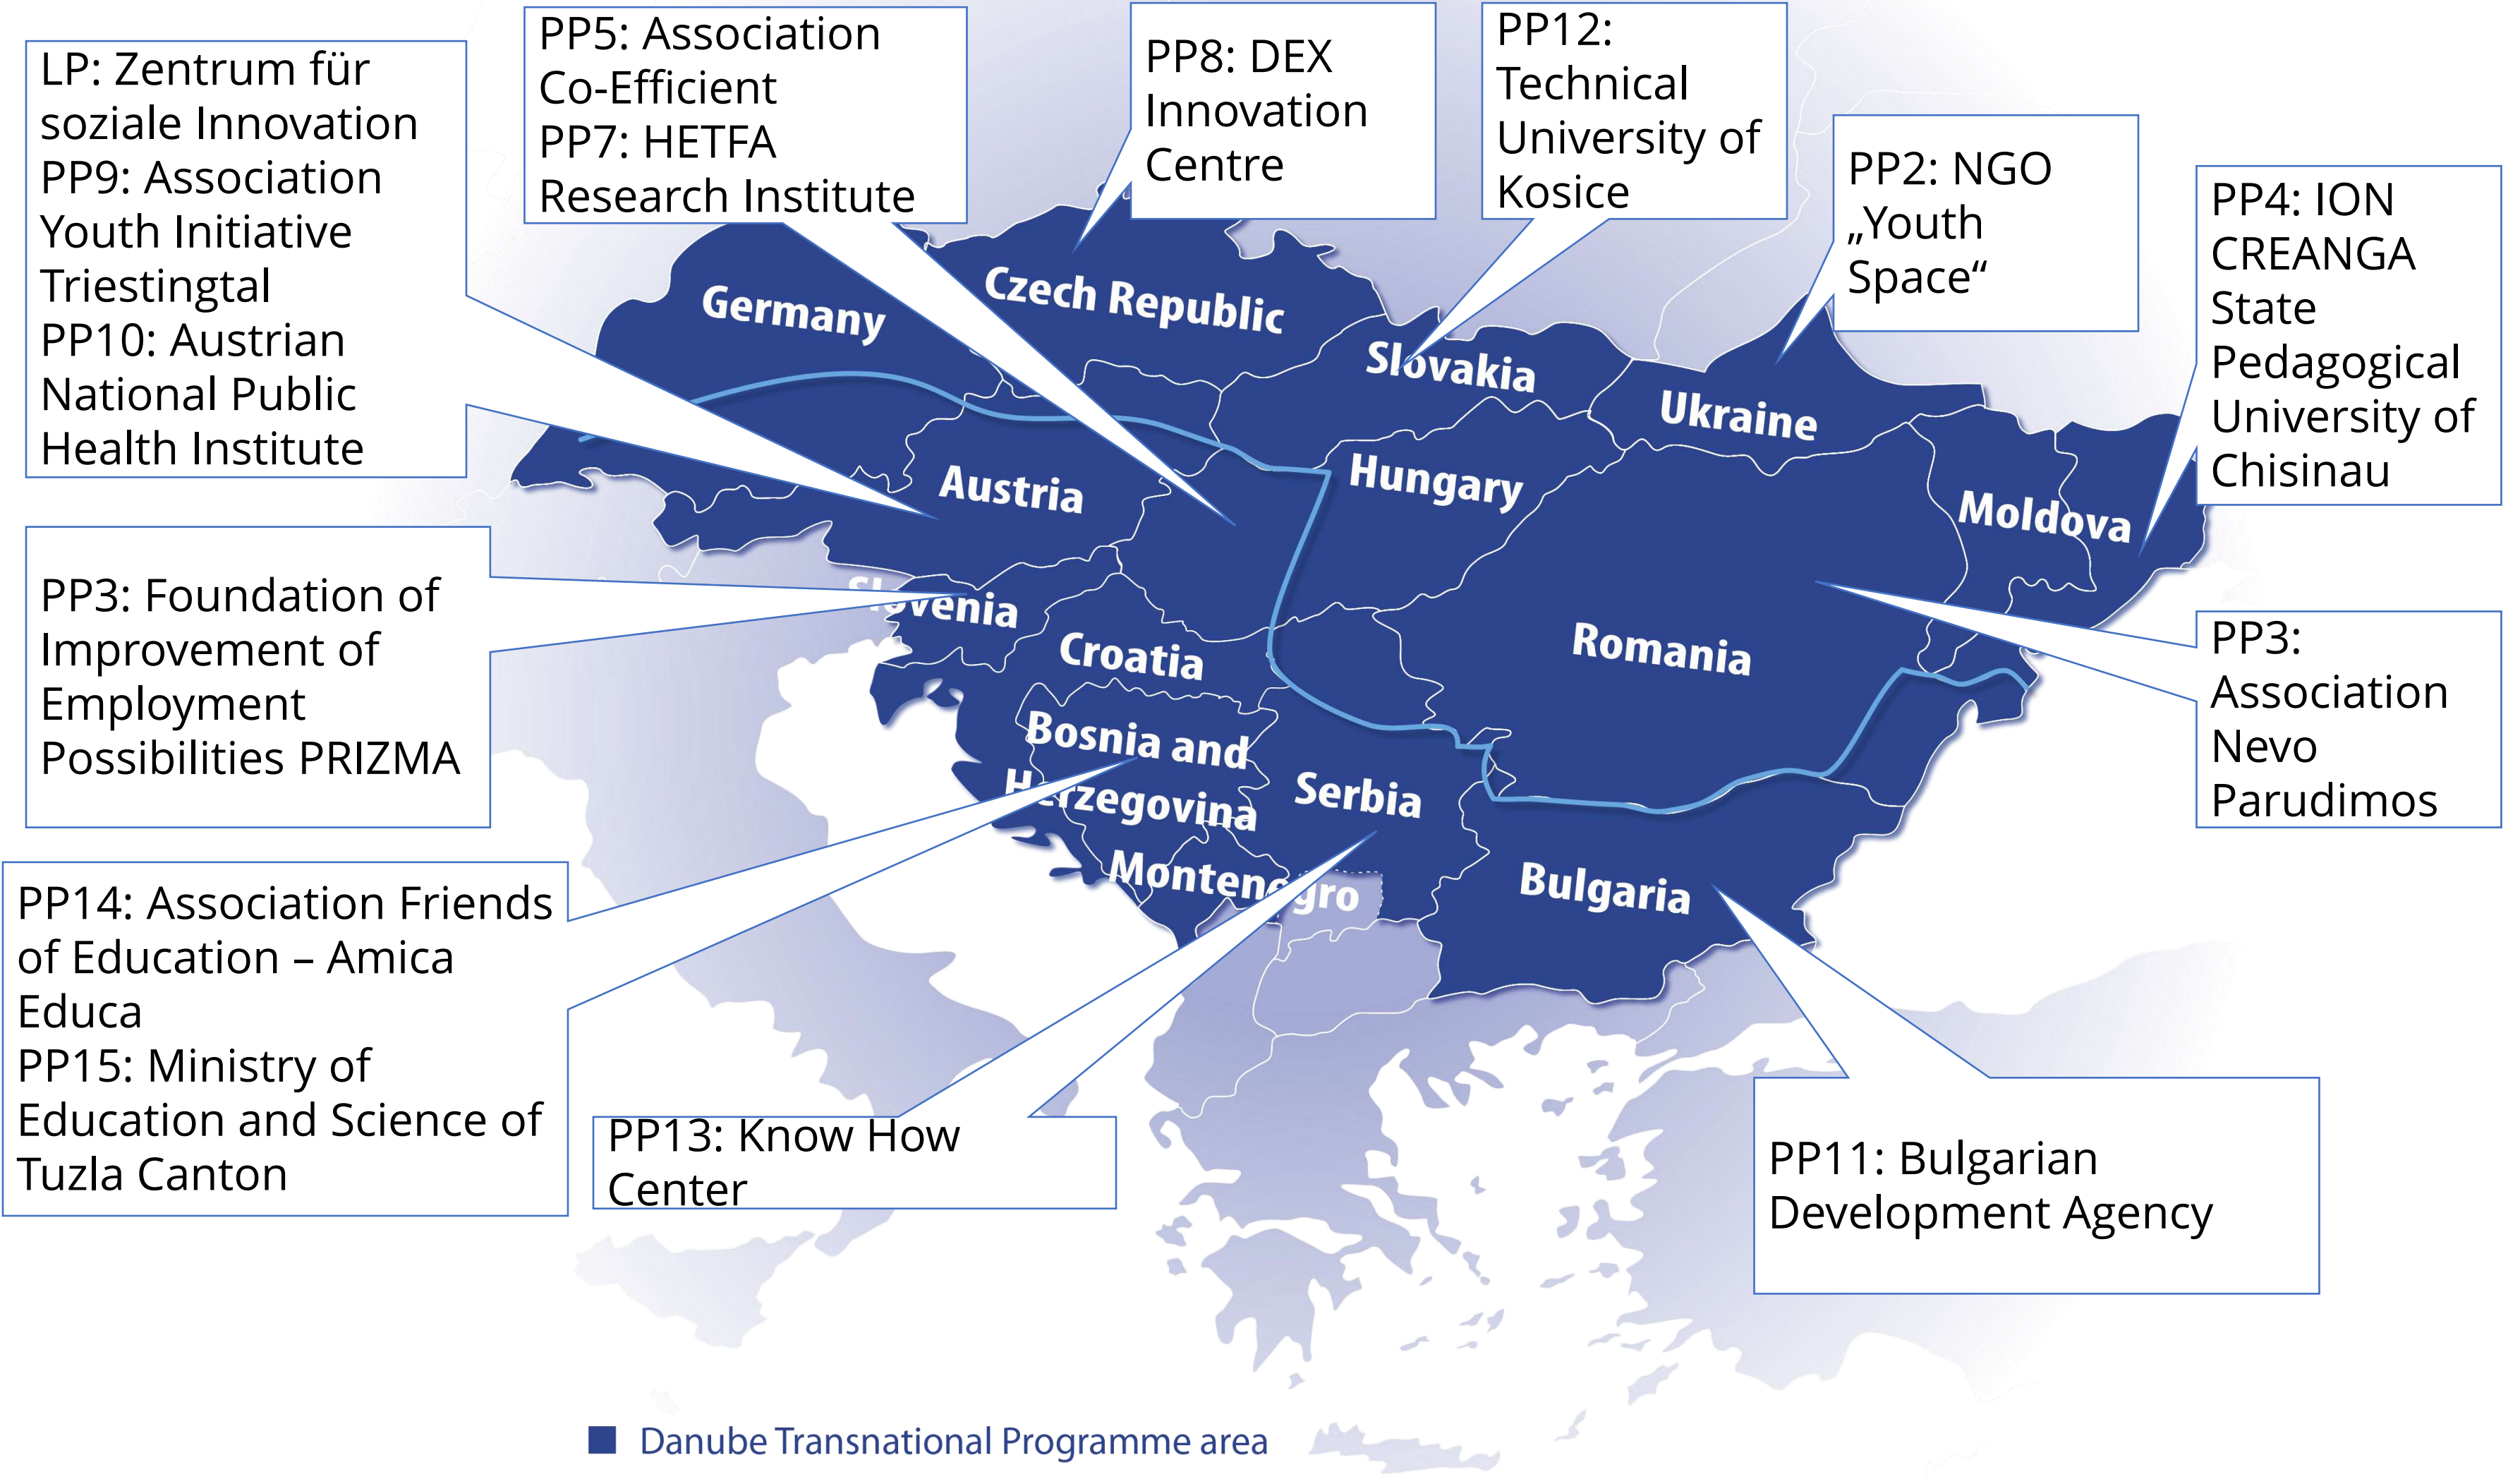 LP: Zentrum für
soziale Innovation
PP9: Association
Youth Initiative
Triestingtal
PP10: Austrian
National Public
Health Institute
PP5: Association
Co-Efficient
PP7: HETFA
Research Institute
PP8: DEX
Innovation
Centre
PP12:
Technical
University of
Kosice
PP2: NGO
„Youth
Space“
PP4: ION
CREANGA
State
Pedagogical
University of
Chisinau
PP3: Foundation of
Improvement of
Employment
Possibilities PRIZMA
PP3:
Association
Nevo
Parudimos
PP14: Association Friends
of Education – Amica
Educa
PP15: Ministry of
Education and Science of
Tuzla Canton
PP13: Know How
Center
PP11: Bulgarian
Development Agency
Germany
Czech Republic
Slovakia
Ukraine
Austria
Hungary
Moldova
Slovenia
Croatia
Romania
Bosnia and
Herzegovina
Serbia
Montenegro
Bulgaria
Danube Transnational Programme area